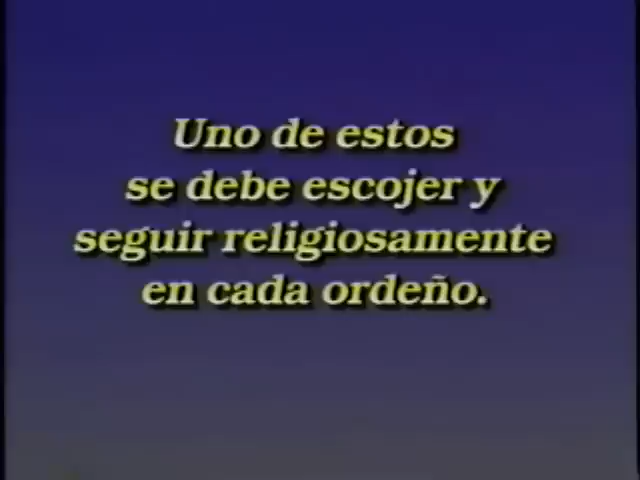 Uno de estos
se debe escojer y
seguir religiosamente
en cada ordeño.